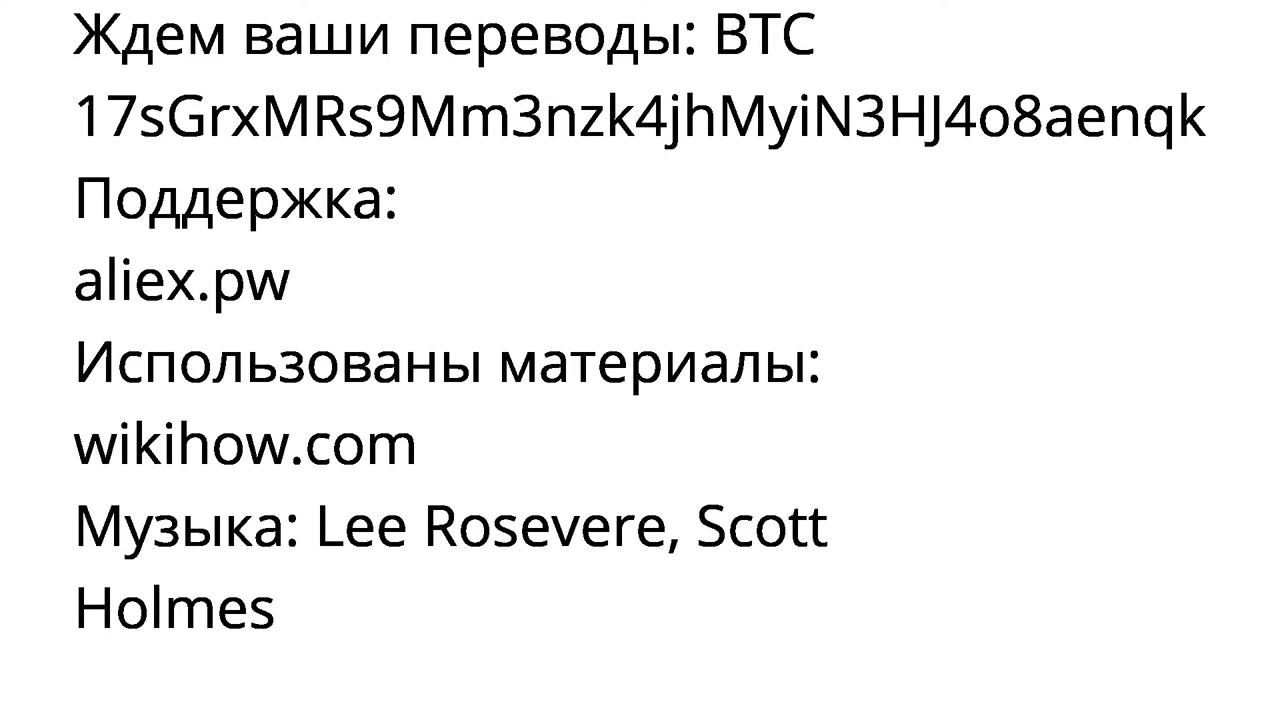 Ждем ваши переводы: BTC
17sGrxMRs9Mm3nzk4jhMyiN3HJ4o8aenqk
Поддержка:
aliex.pw
Использованы материалы:
wikihow.com
Музыка: Lee Rosevere, Scott
Holmes